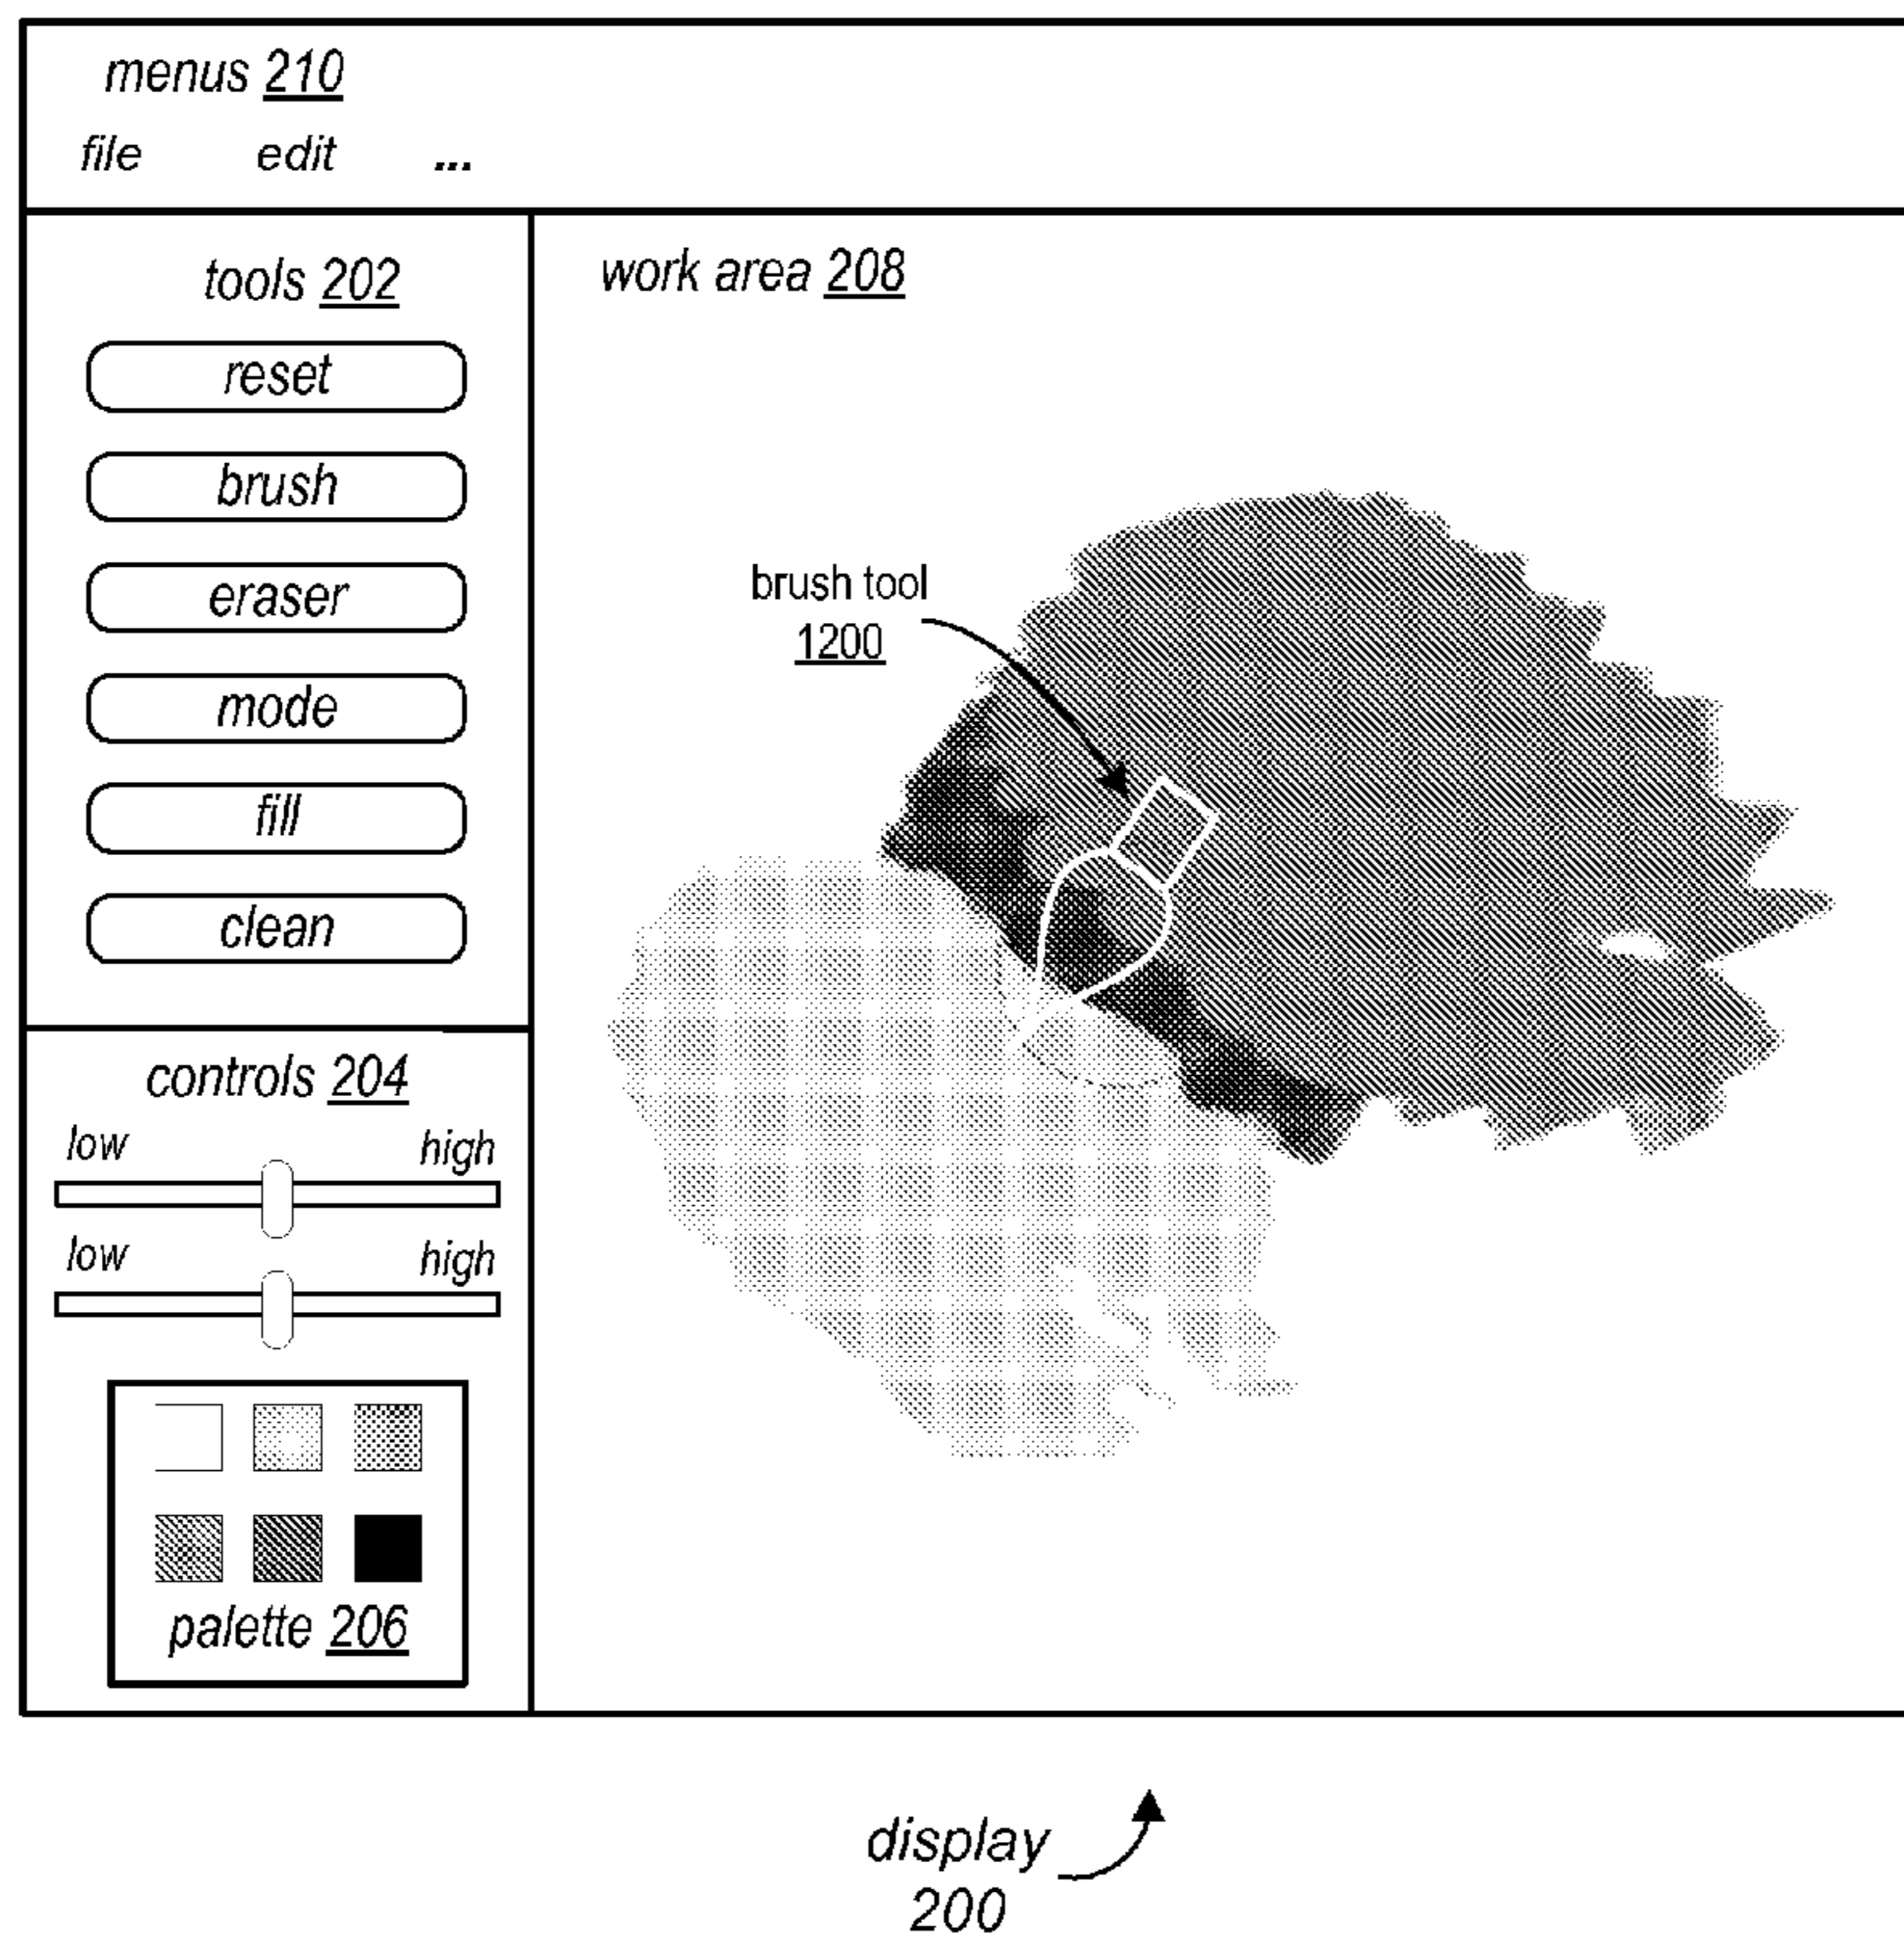 menus 210
file edit ...
tools 202
reset
brush
eraser
mode
fill
clean
controls 204
low high
low high
palette 206
work area 208
brush tool
1200
display
200